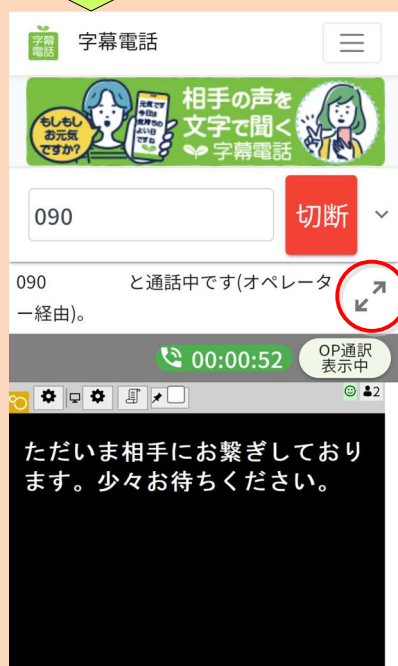 字幕
電話
字幕電話
もしもし
お元気
ですか?
元気です
今日は
気持ちの
よい日
ですね
相手の声を
文字で聞く
字幕電話
090
切断
090 と通話中です(オペレータ
ー経由)。
00:00:52
OP通訳
表示中
2
ただいま相手にお繋ぎしており
ます。少々お待ちください。